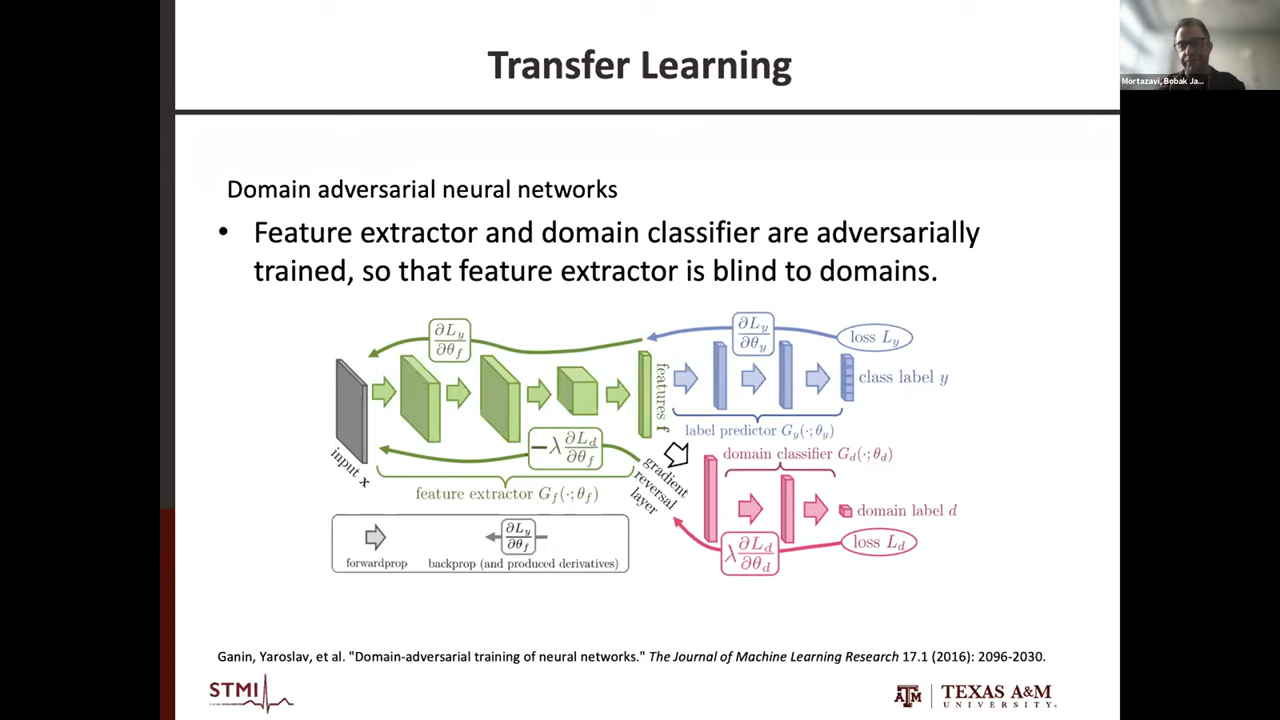 Transfer Learning
Mortazavi, Bobak Ja...
Domain adversarial neural networks
• Feature extractor and domain classifier are adversarially
trained, so that feature extractor is blind to domains.
∂L_y/∂θ_f
∂L_y/∂θ_y
loss L_y
features f
class label y
label predictor G_y(·;θ_y)
−λ ∂L_d/∂θ_f
input x
feature extractor G_f(·;θ_f)
gradient
reversal
layer
domain classifier G_d(·;θ_d)
domain label d
λ ∂L_d/∂θ_d
loss L_d
∂L_y/∂θ_f
forwardprop
backprop (and produced derivatives)
Ganin, Yaroslav, et al. "Domain-adversarial training of neural networks." The Journal of Machine Learning Research 17.1 (2016): 2096-2030.
STMI
ATM
TEXAS A&M
UNIVERSITY.